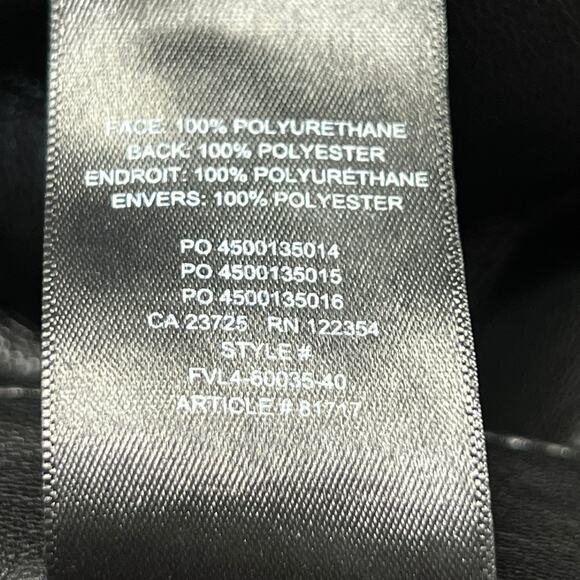 FACE: 100% POLYURETHANE
BACK: 100% POLYESTER
ENDROIT: 100% POLYURETHANE
ENVERS: 100% POLYESTER
PO 4500135014
PO 4500135015
PO 4500135016
CA 23725 RN 122354
STYLE #
FVL4-60035-40
ARTICLE # 81717